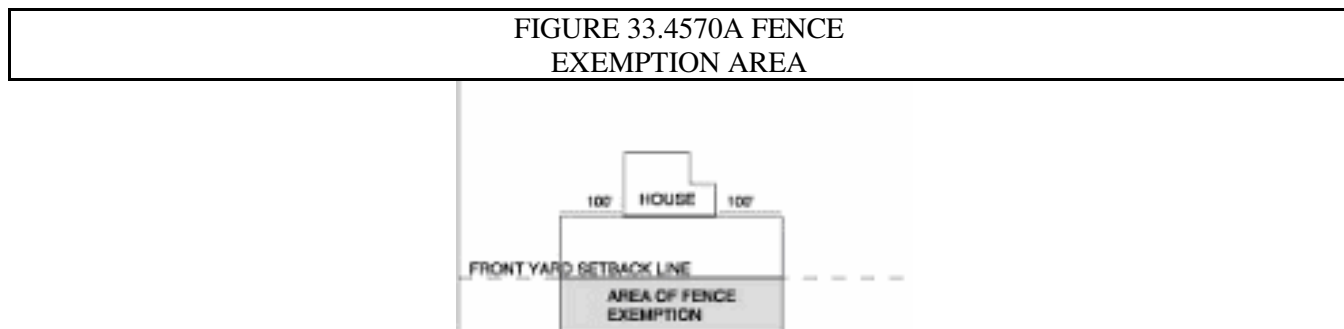 FIGURE 33.4570A FENCE
EXEMPTION AREA
100' HOUSE 100'
FRONT YARD SETBACK LINE
AREA OF FENCE
EXEMPTION